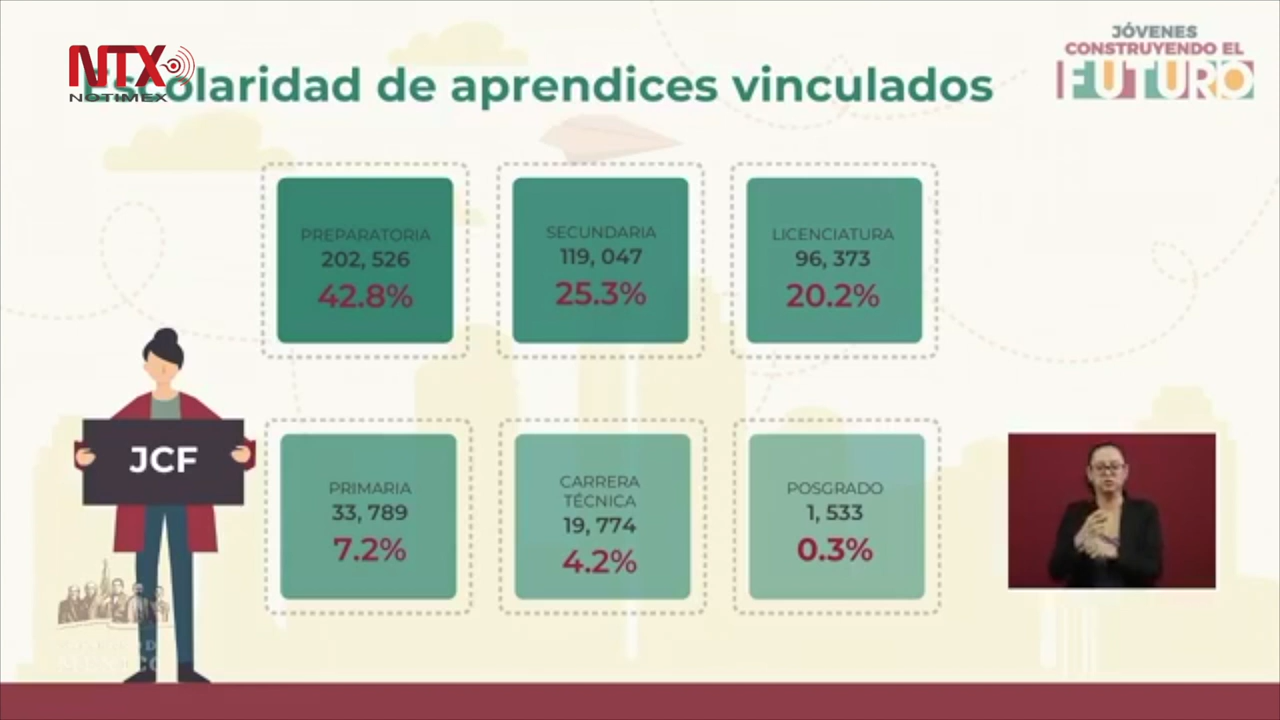 NTX
NOTIMEX
Escolaridad de aprendices vinculados
JÓVENES
CONSTRUYENDO EL
FUTURO
PREPARATORIA
202, 526
42.8%
SECUNDARIA
119, 047
25.3%
LICENCIATURA
96, 373
20.2%
JCF
PRIMARIA
33, 789
7.2%
CARRERA
TÉCNICA
19, 774
4.2%
POSGRADO
1, 533
0.3%
MÉXICO